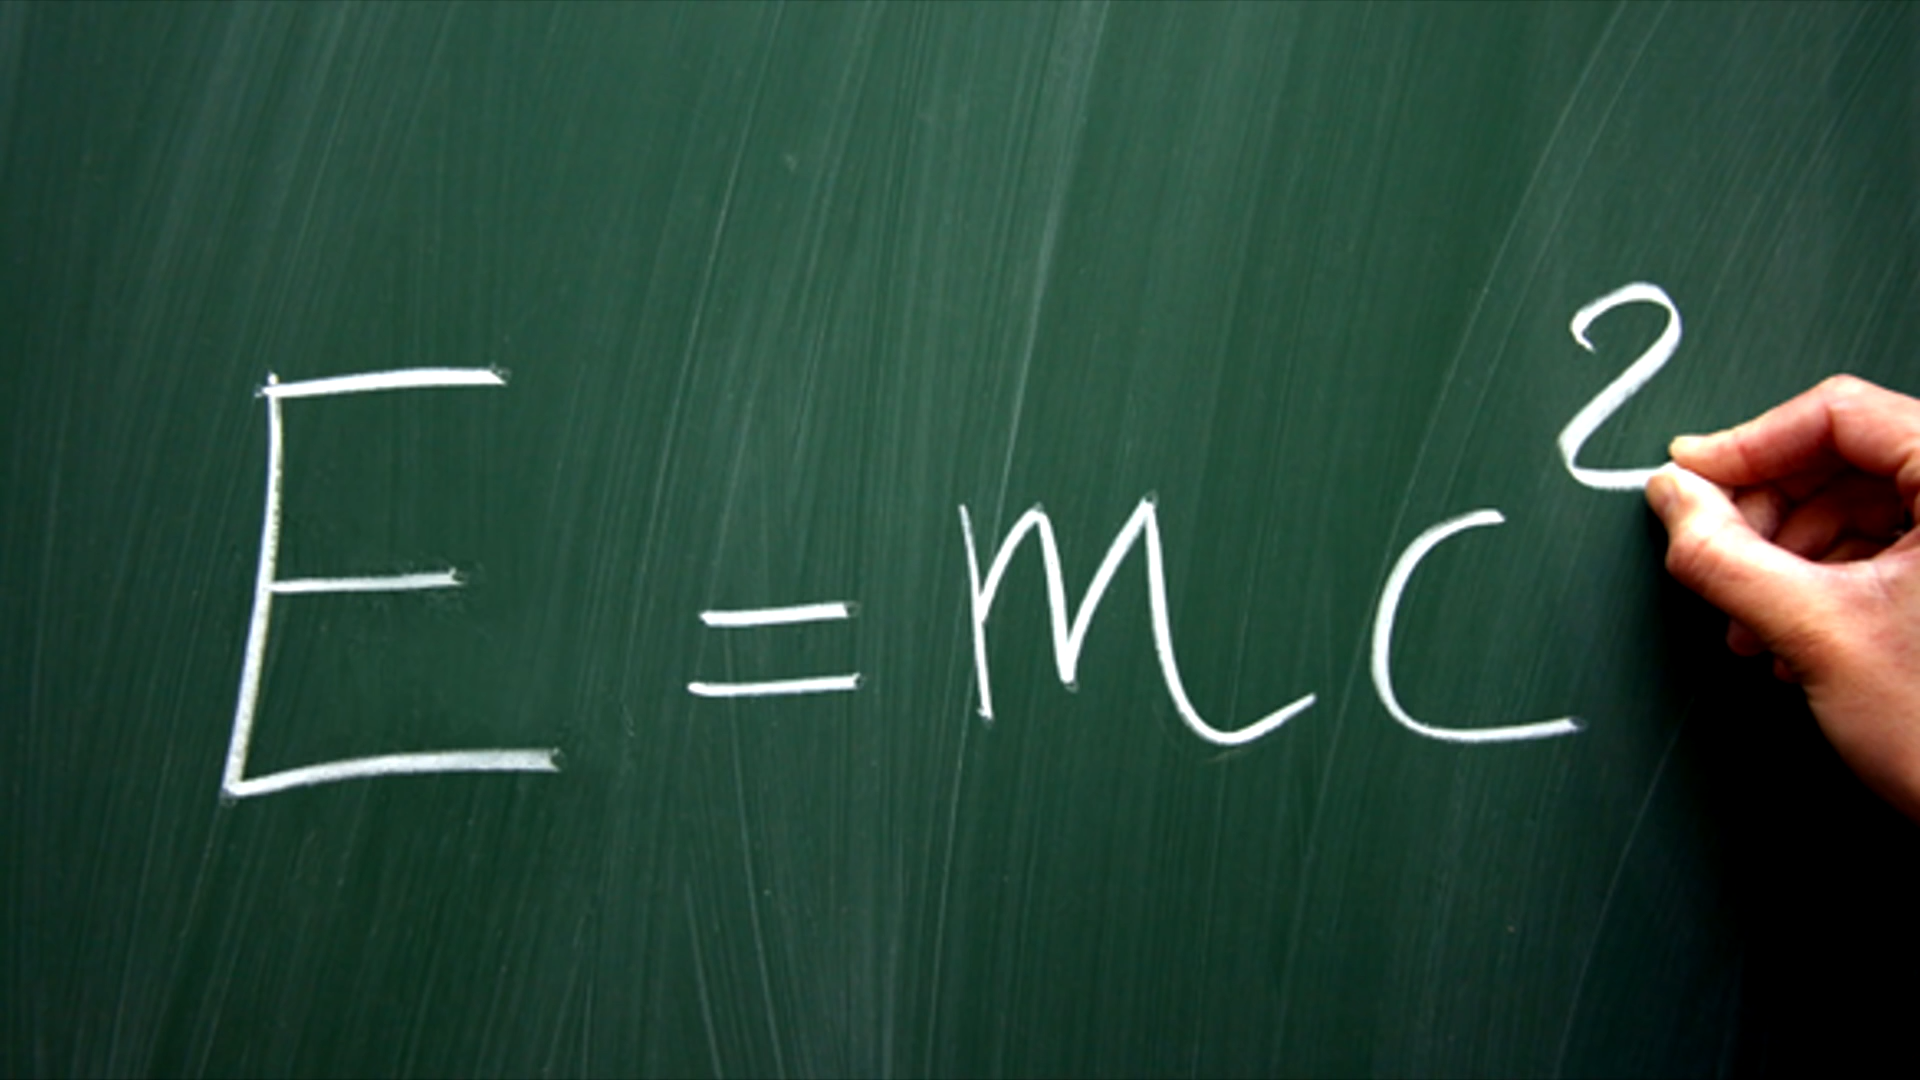 E = mc²